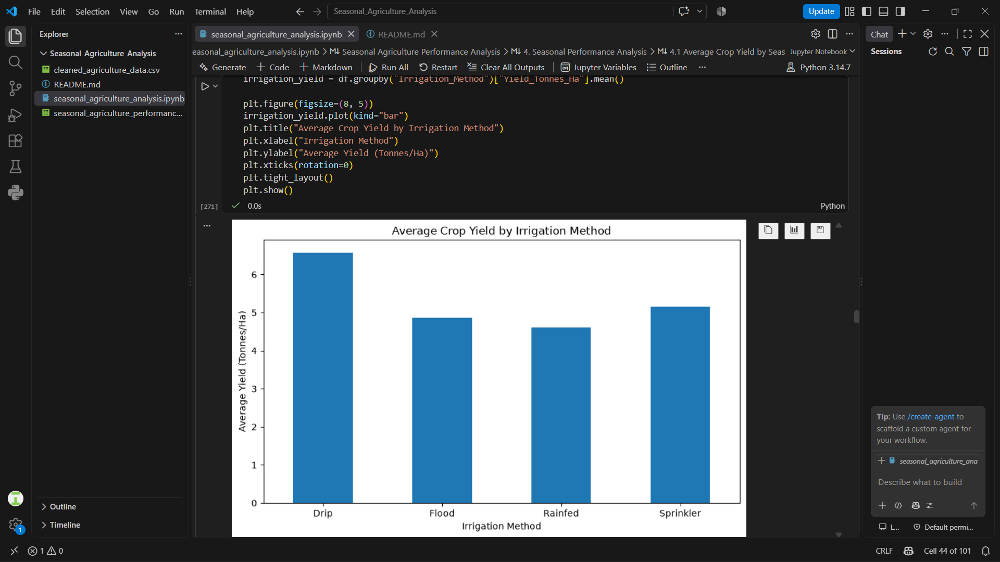 File Edit Selection View Go Run Terminal Help
Seasonal_Agriculture_Analysis
Update
Explorer
Seasonal_Agriculture_Analysis
cleaned_agriculture_data.csv
README.md
seasonal_agriculture_analysis.ipynb
seasonal_agriculture_performanc...
Outline
Timeline
seasonal_agriculture_analysis.ipynb
README.md
easonal_agriculture_analysis.ipynb > Seasonal Agriculture Performance Analysis > 4. Seasonal Performance Analysis > 4.1 Average Crop Yield by Seas
Jupyter Notebook
Generate + Code + Markdown Run All Restart Clear All Outputs Jupyter Variables Outline ...
Python 3.14.7
irrigation_yield = df.groupby("Irrigation_Method")["Yield_Tonnes_Ha"].mean()
plt.figure(figsize=(8, 5))
irrigation_yield.plot(kind="bar")
plt.title("Average Crop Yield by Irrigation Method")
plt.xlabel("Irrigation Method")
plt.ylabel("Average Yield (Tonnes/Ha)")
plt.xticks(rotation=0)
plt.tight_layout()
plt.show()
[271]
0.0s
Python
Average Crop Yield by Irrigation Method
Average Yield (Tonnes/Ha)
6
5
4
3
2
1
0
Drip Flood Rainfed Sprinkler
Irrigation Method
Chat
Sessions
Tip: Use /create-agent to
scaffold a custom agent for
your workflow.
seasonal_agriculture_ana
Describe what to build
L...
Default permi...
1
1 0
CRLF
Cell 44 of 101